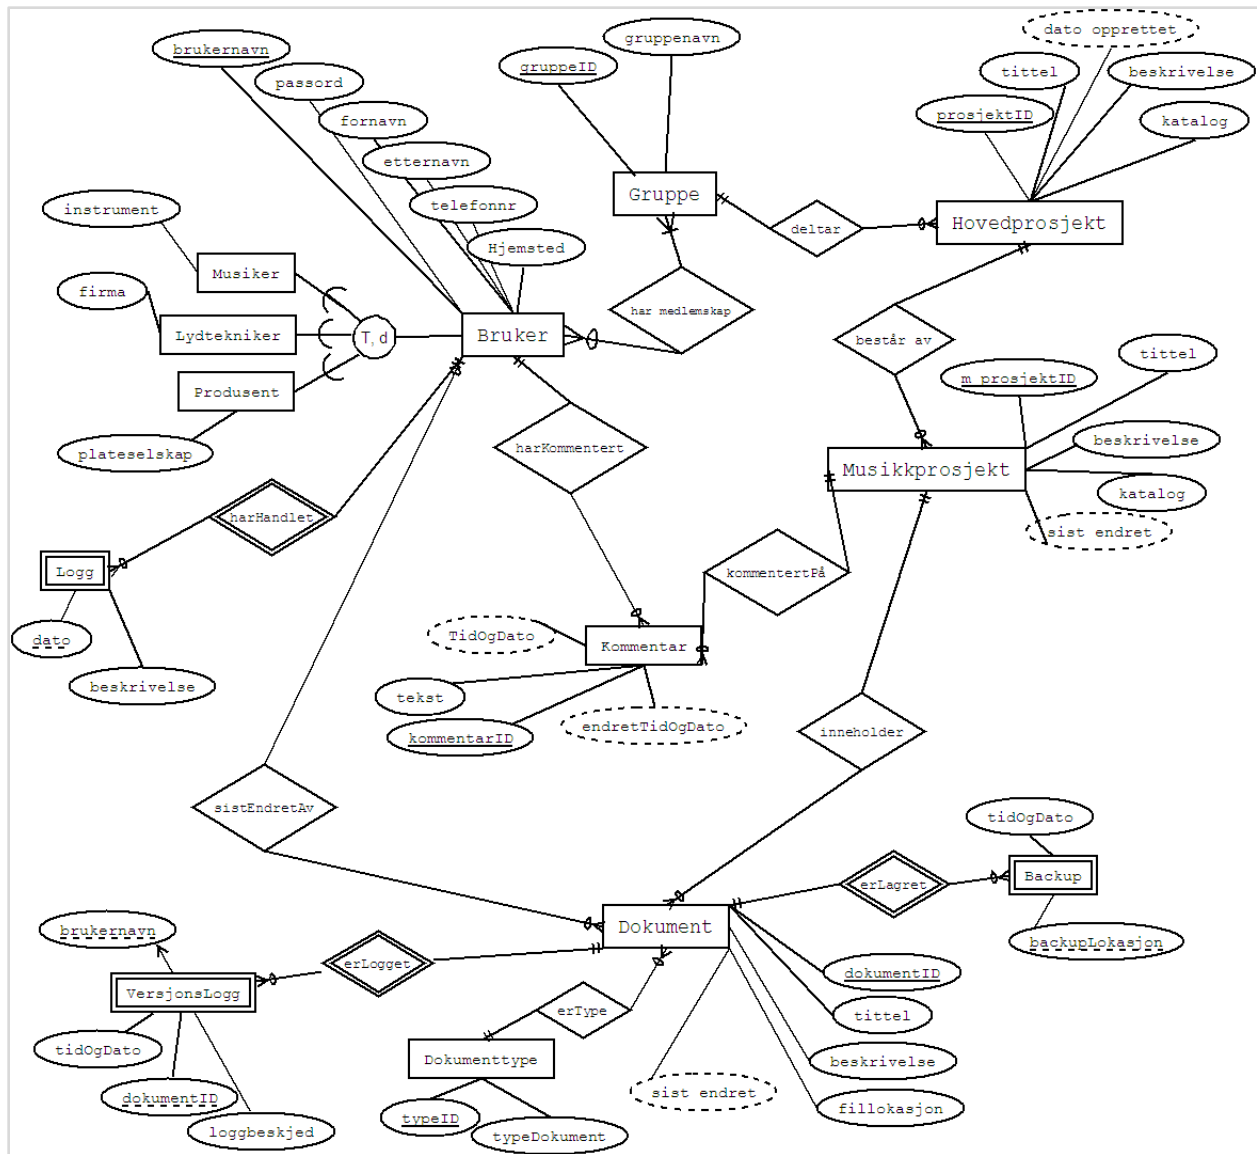 brukernavn
passord
fornavn
etternavn
telefonnr
Hjemsted
gruppeID
gruppenavn
dato opprettet
tittel
beskrivelse
prosjektID
katalog
Gruppe
deltar
Hovedprosjekt
instrument
Musiker
firma
Lydtekniker
T,d
Bruker
har medlemskap
Produsent
plateselskap
består av
m_prosjektID
tittel
beskrivelse
katalog
sist endret
Musikkprosjekt
harKommentert
harHandlet
Logg
dato
beskrivelse
kommentertPå
TidOgDato
Kommentar
tekst
kommentarID
endretTidOgDato
inneholder
sistEndretAv
tidOgDato
erLagret
Backup
backupLokasjon
Dokument
brukernavn
erLogget
VersjonsLogg
tidOgDato
dokumentID
loggbeskjed
erType
Dokumenttype
typeID
typeDokument
sist endret
dokumentID
tittel
beskrivelse
fillokasjon